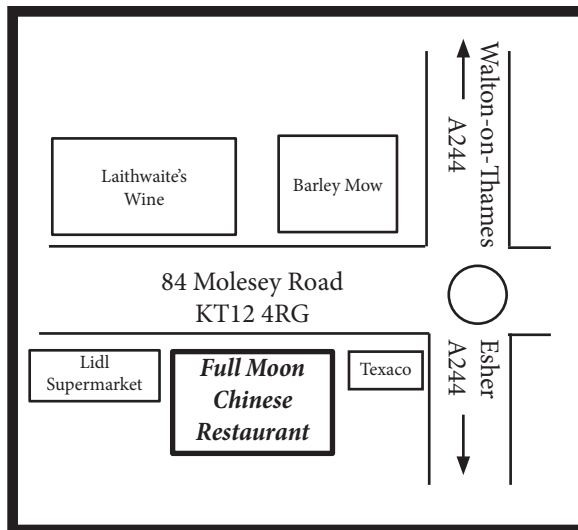 Walton-on-Thames
A244
Laithwaite's
Wine
Barley Mow
84 Molesey Road
KT12 4RG
Lidl
Supermarket
Full Moon
Chinese
Restaurant
Texaco
Esher
A244